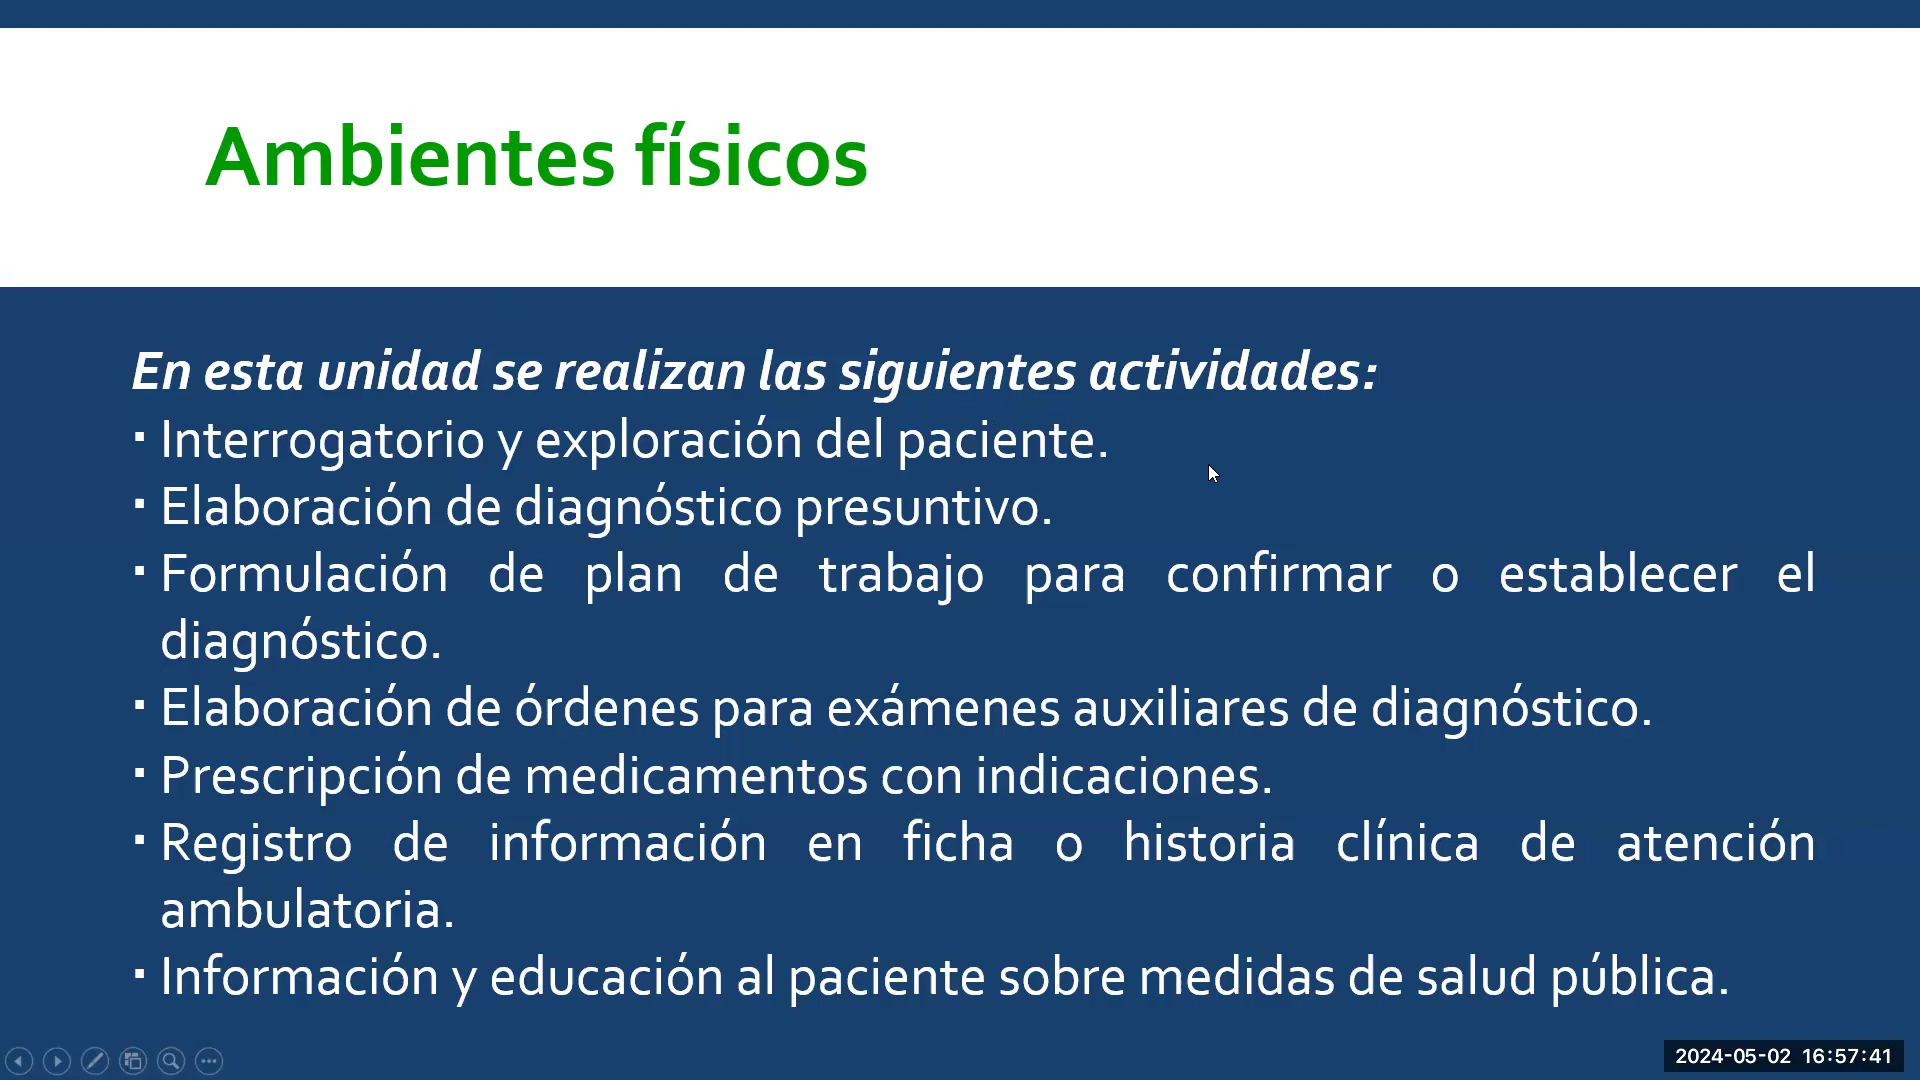 Ambientes físicos
En esta unidad se realizan las siguientes actividades:
▪ Interrogatorio y exploración del paciente.
▪ Elaboración de diagnóstico presuntivo.
▪ Formulación de plan de trabajo para confirmar o establecer el
diagnóstico.
▪ Elaboración de órdenes para exámenes auxiliares de diagnóstico.
▪ Prescripción de medicamentos con indicaciones.
▪ Registro de información en ficha o historia clínica de atención
ambulatoria.
▪ Información y educación al paciente sobre medidas de salud pública.
2024-05-02 16:57:41